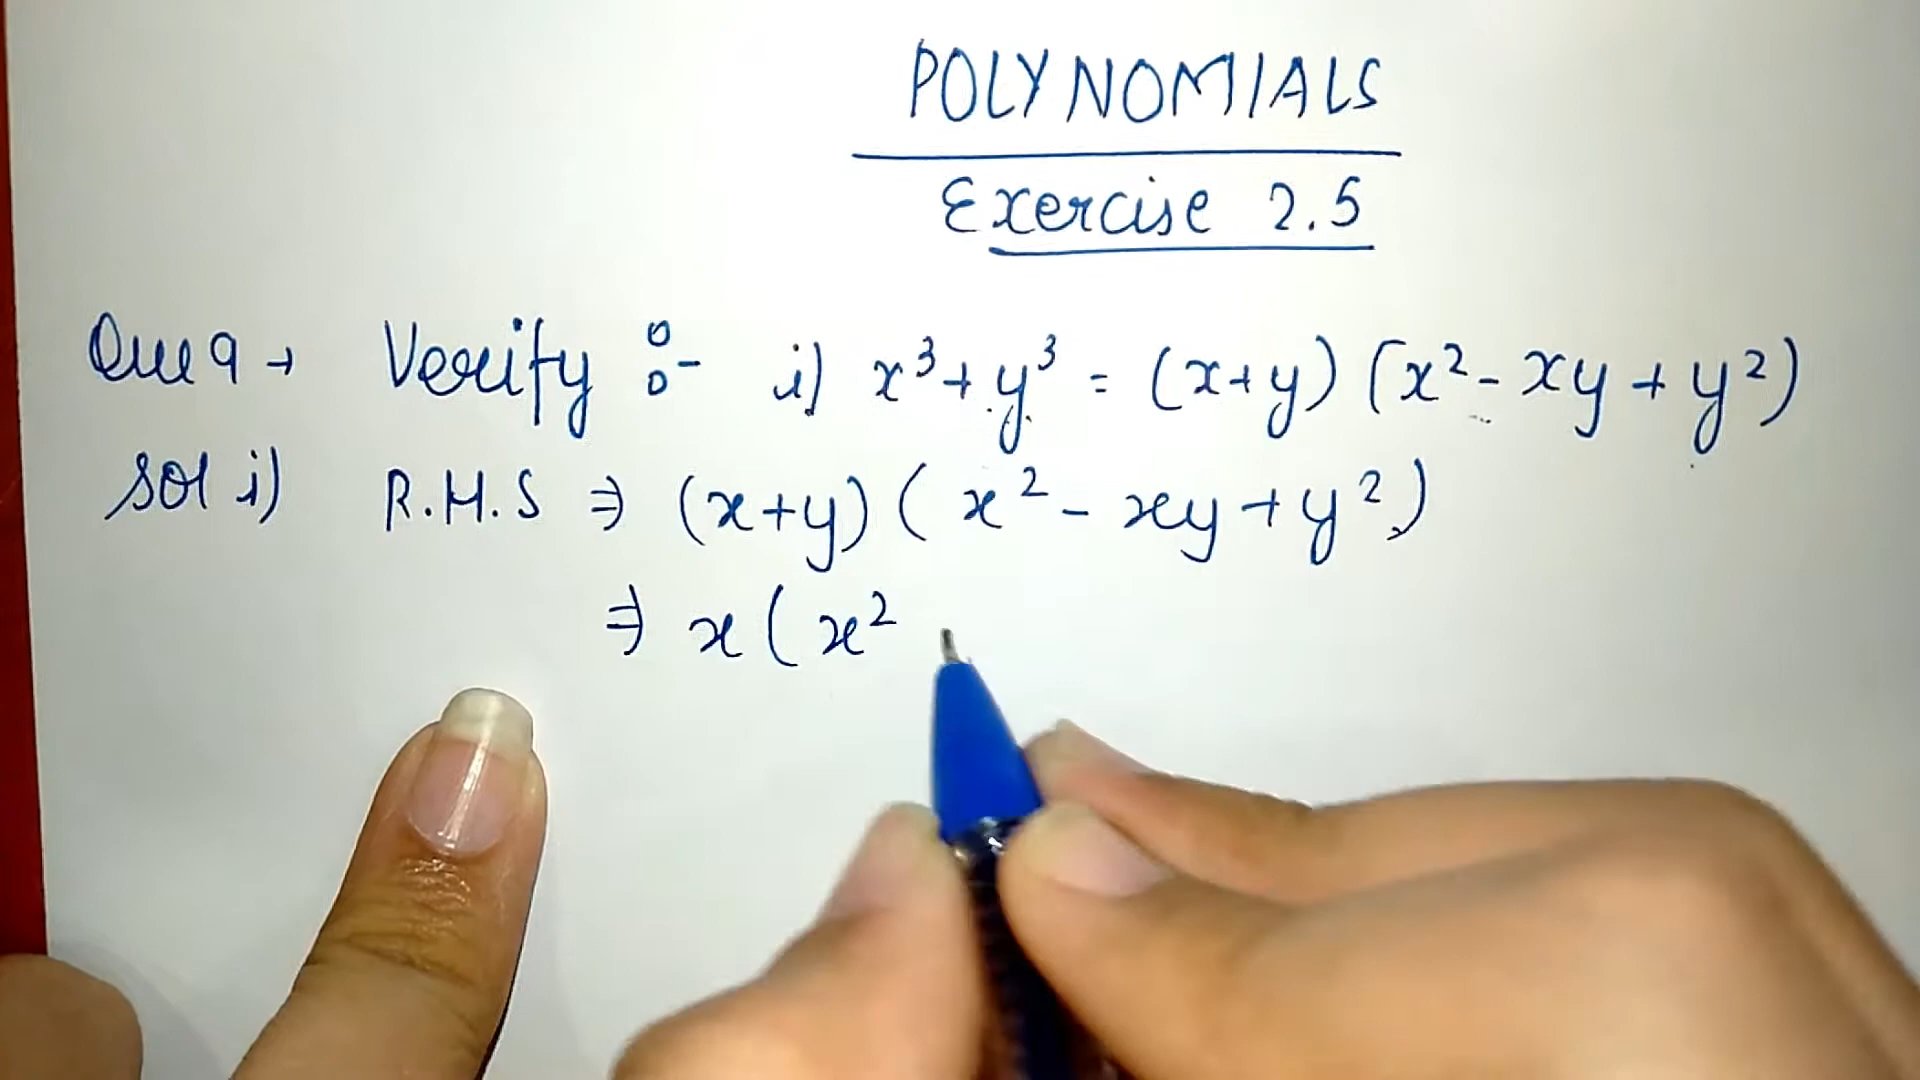 POLYNOMIALS
Exercise 2.5
Que 9 → Verify :- i) x³ + y³ = (x+y) (x² - xy + y²)
sol i) R.H.S ⇒ (x+y) ( x² - xy + y²)
⇒ x ( x²